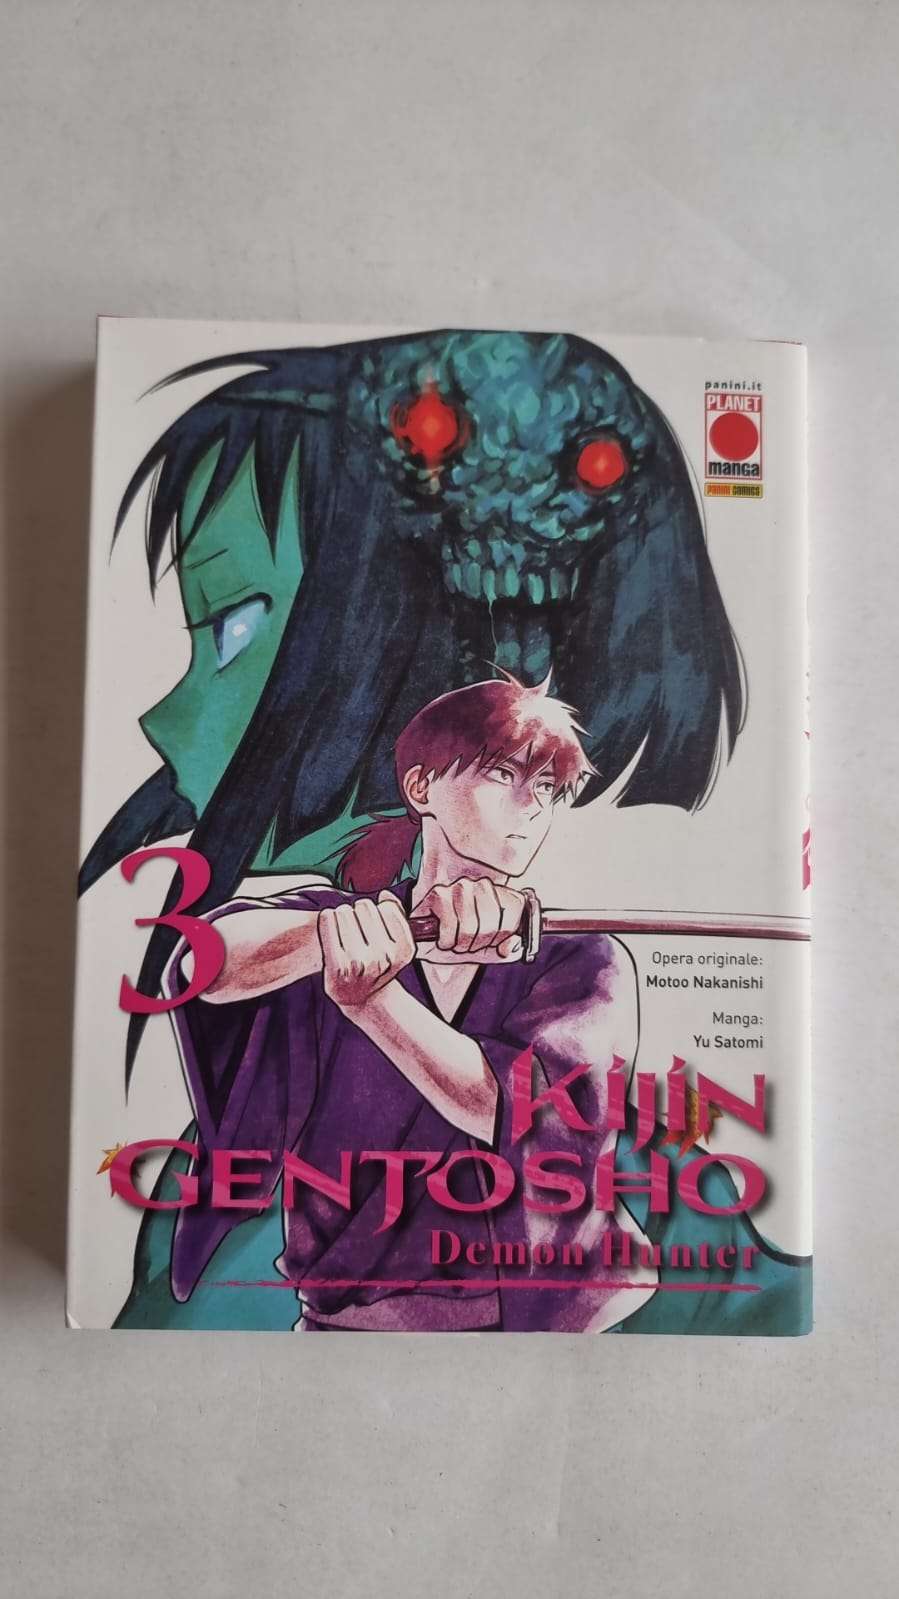 panini.it
PLANET
manga
PANINI COMICS
3
Opera originale:
Motoo Nakanishi
Manga:
Yu Satomi
KIJIN
GENTOSHO
Demon Hunter